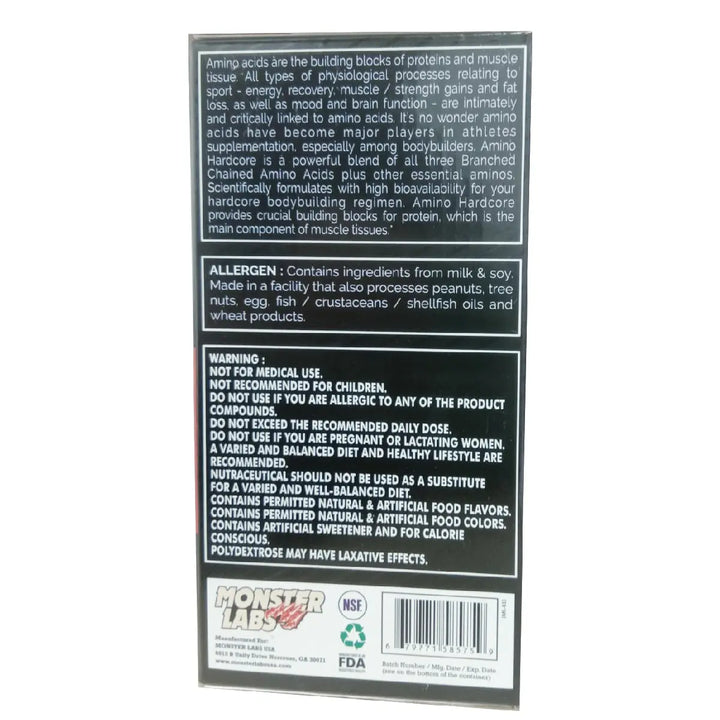 Amino acids are the building blocks of proteins and muscle
tissue. All types of physiological processes relating to
sport - energy, recovery, muscle / strength gains and fat
loss, as well as mood and brain function - are intimately
and critically linked to amino acids. It's no wonder amino
acids have become major players in athletes
supplementation, especially among bodybuilders. Amino
Hardcore is a powerful blend of all three Branched
Chained Amino Acids plus other essential aminos.
Scientifically formulates with high bioavailability for your
hardcore bodybuilding regimen. Amino Hardcore
provides crucial building blocks for protein, which is the
main component of muscle tissues.*
ALLERGEN : Contains ingredients from milk & soy.
Made in a facility that also processes peanuts, tree
nuts, egg, fish / crustaceans / shellfish oils and
wheat products.
WARNING :
NOT FOR MEDICAL USE.
NOT RECOMMENDED FOR CHILDREN.
DO NOT USE IF YOU ARE ALLERGIC TO ANY OF THE PRODUCT
COMPOUNDS.
DO NOT EXCEED THE RECOMMENDED DAILY DOSE.
DO NOT USE IF YOU ARE PREGNANT OR LACTATING WOMEN.
A VARIED AND BALANCED DIET AND HEALTHY LIFESTYLE ARE
RECOMMENDED.
NUTRACEUTICAL SHOULD NOT BE USED AS A SUBSTITUTE
FOR A VARIED AND WELL-BALANCED DIET.
CONTAINS PERMITTED NATURAL & ARTIFICIAL FOOD FLAVORS.
CONTAINS PERMITTED NATURAL & ARTIFICIAL FOOD COLORS.
CONTAINS ARTIFICIAL SWEETENER AND FOR CALORIE
CONSCIOUS.
POLYDEXTROSE MAY HAVE LAXATIVE EFFECTS.
MONSTER
LABS
Manufactured For:
MONSTER LABS USA
Daily Drive Norcross, GA 30071
www.monsterlabsusa.com
NSF
FDA
6 79771 58575 9
Batch Number / Mfg. Date / Exp. Date
(see on the bottom of the container)